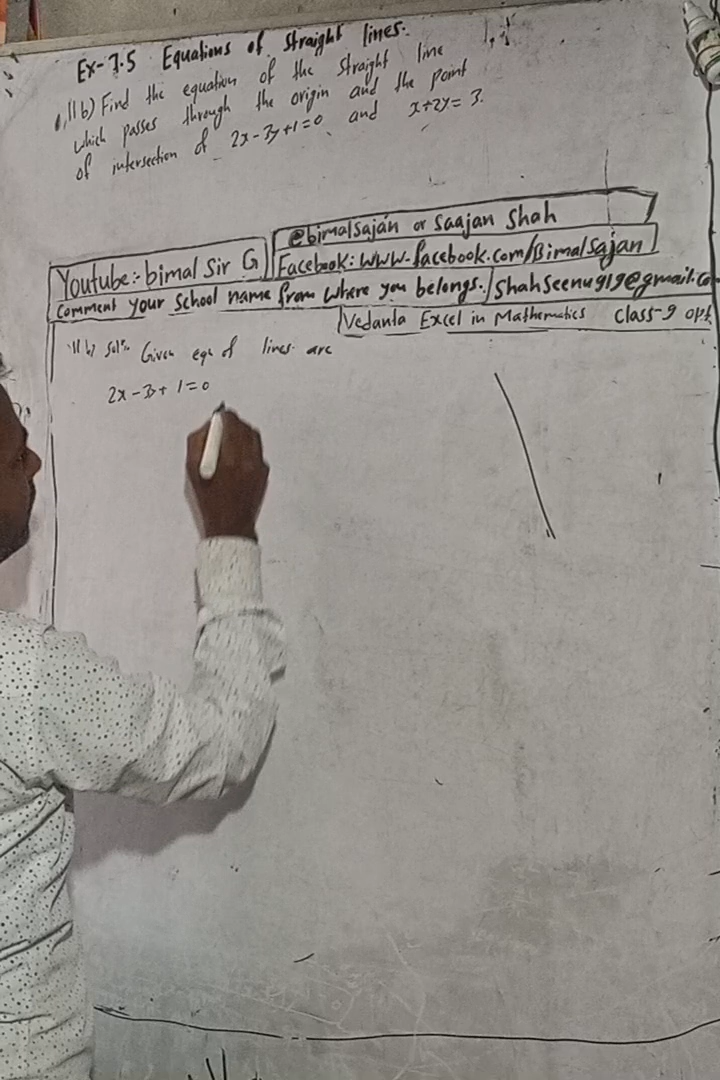 Ex-7.5 Equations of straight lines.
11 b) Find the equation of the straight line
which passes through the origin and the point
of intersection of 2x-3y+1=0 and x+2y=3.
Youtube:- bimal Sir G
@bimalsajan or Saajan Shah
Facebook: www.facebook.com/Bimalsajan
Comment your School name from where you belongs. / Shahseenu919@gmail.co
Vedanta Excel in Mathematics Class-9 opt
11 b) Solⁿ: Given eqⁿ of lines are
2x-3y+1=0